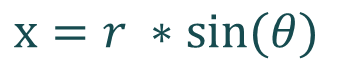 x = r * sin(θ)